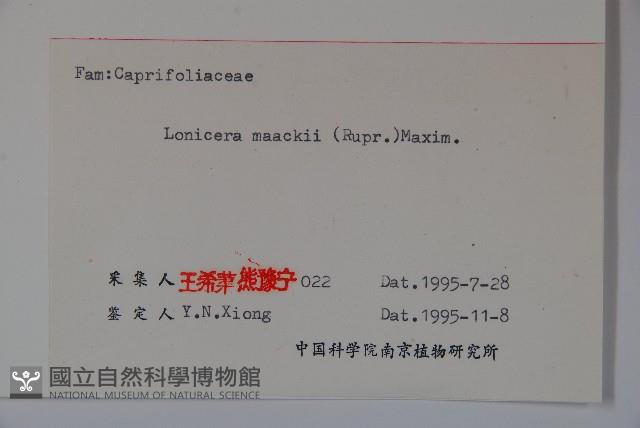 Fam:Caprifoliaceae
Lonicera maackii (Rupr.)Maxim.
采集人 王希蕖 熊豫宁 022 Dat.1995-7-28
鉴定人 Y.N.Xiong Dat.1995-11-8
中国科学院南京植物研究所
國立自然科學博物館
NATIONAL MUSEUM OF NATURAL SCIENCE